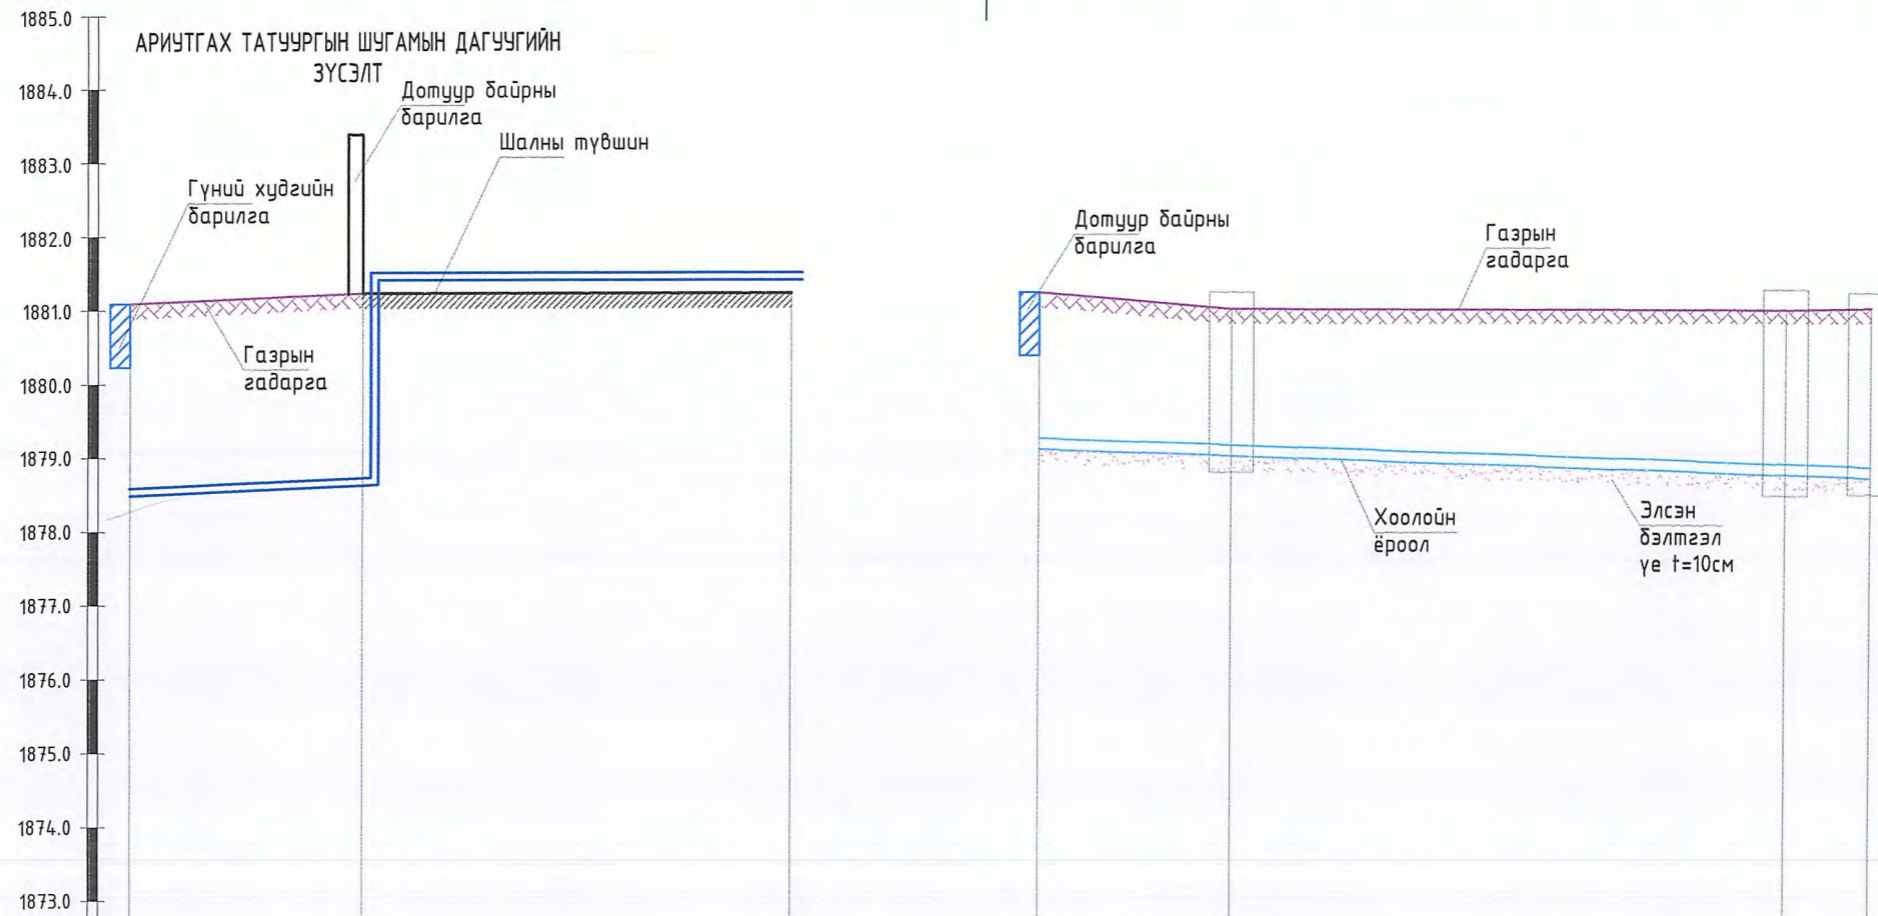 1885.0
1884.0
1883.0
1882.0
1881.0
1880.0
1879.0
1878.0
1877.0
1876.0
1875.0
1874.0
1873.0
АРИУТГАХ ТАТУУРГЫН ШУГАМЫН ДАГУУГИЙН
ЗҮСЭЛТ
Дотуур байрны
барилга
Шалны түвшин
Гүний худгийн
барилга
Газрын
гадарга
Дотуур байрны
барилга
Газрын
гадарга
Хоолойн
ёроол
Элсэн
бэлтгэл
үе t=10см